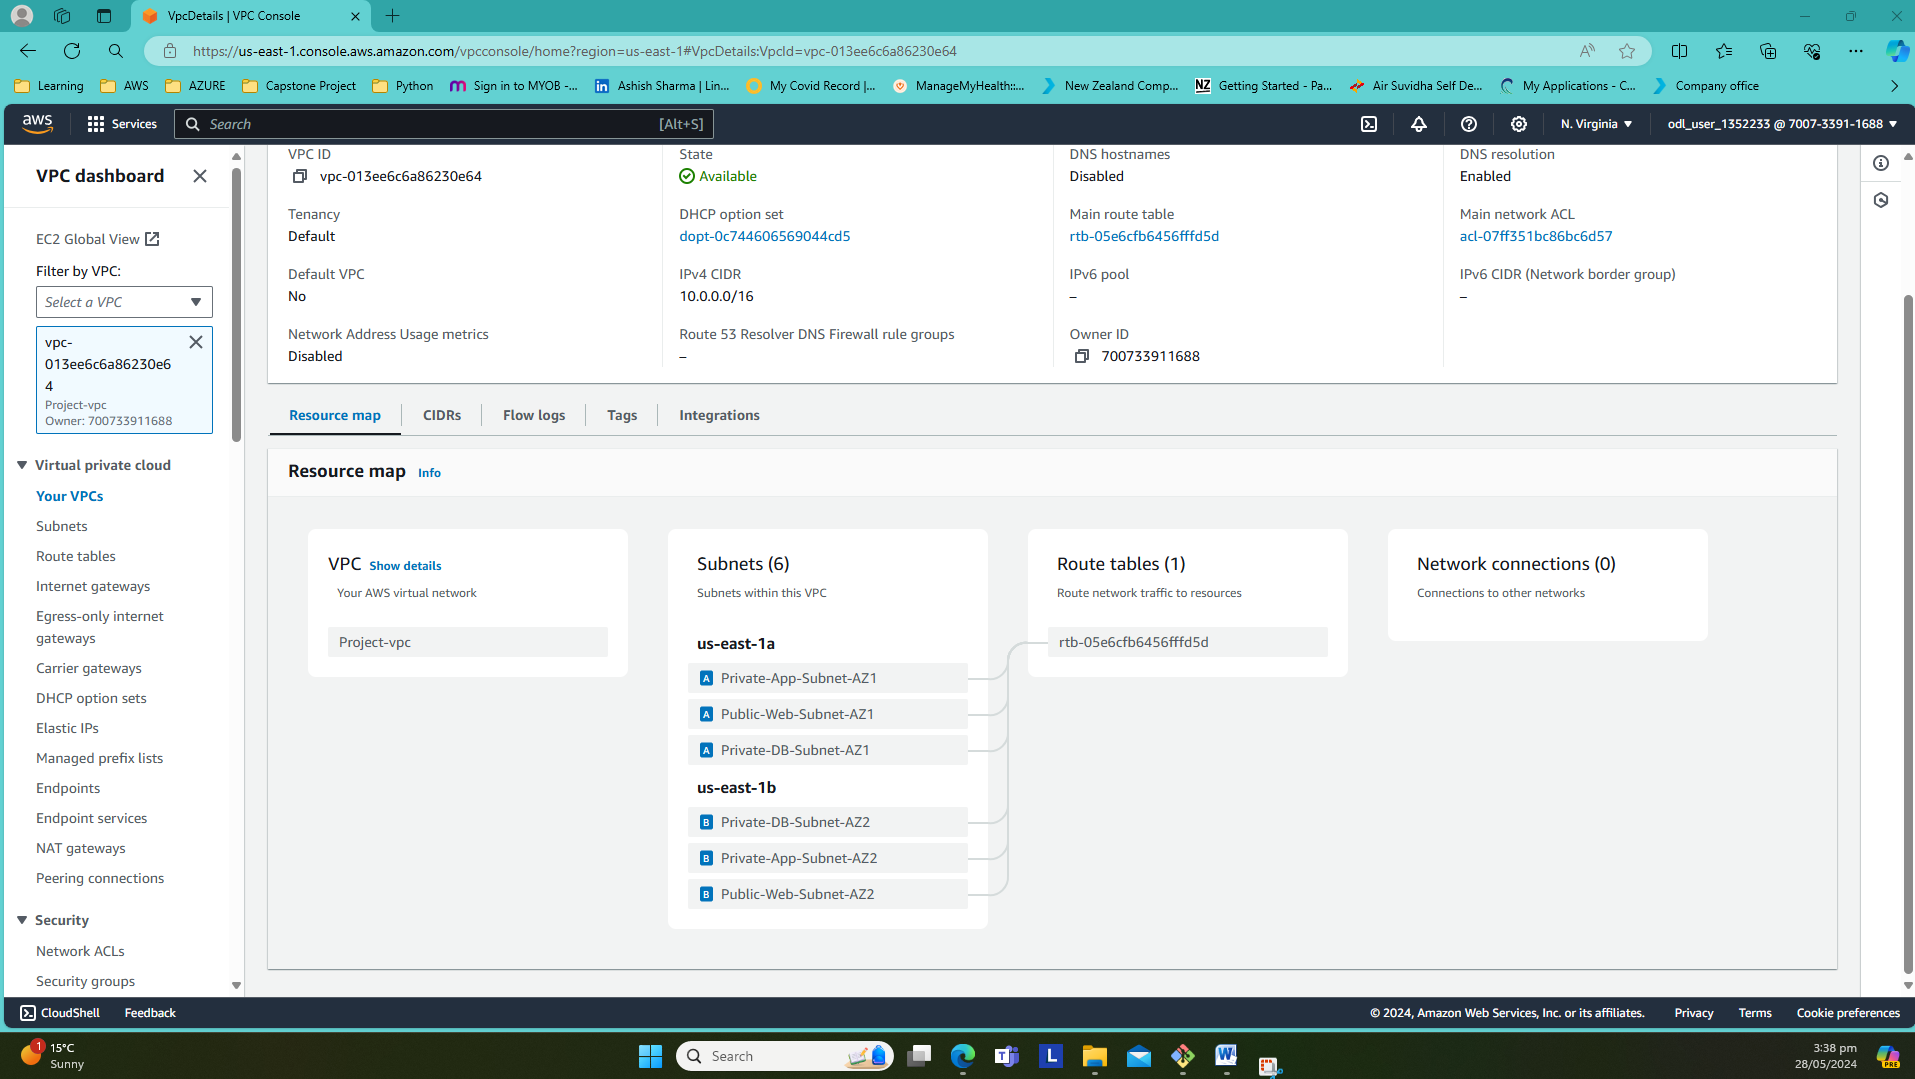 VpcDetails | VPC Console
https://us-east-1.console.aws.amazon.com/vpcconsole/home?region=us-east-1#VpcDetails:VpcId=vpc-013ee6c6a86230e64
Learning AWS AZURE Capstone Project Python Sign in to MYOB -... Ashish Sharma | Lin... My Covid Record |... ManageMyHealth::... New Zealand Comp... NZ Getting Started - Pa... Air Suvidha Self De... My Applications - C... Company office
aws Services Search [Alt+S] N. Virginia odl_user_1352233 @ 7007-3391-1688
VPC dashboard
EC2 Global View
Filter by VPC:
Select a VPC
vpc-
013ee6c6a86230e6
4
Project-vpc
Owner: 700733911688
Virtual private cloud
Your VPCs
Subnets
Route tables
Internet gateways
Egress-only internet
gateways
Carrier gateways
DHCP option sets
Elastic IPs
Managed prefix lists
Endpoints
Endpoint services
NAT gateways
Peering connections
Security
Network ACLs
Security groups
VPC ID State DNS hostnames DNS resolution
vpc-013ee6c6a86230e64 Available Disabled Enabled
Tenancy DHCP option set Main route table Main network ACL
Default dopt-0c744606569044cd5 rtb-05e6cfb6456fffd5d acl-07ff351bc86bc6d57
Default VPC IPv4 CIDR IPv6 pool IPv6 CIDR (Network border group)
No 10.0.0.0/16 – –
Network Address Usage metrics Route 53 Resolver DNS Firewall rule groups Owner ID
Disabled – 700733911688
Resource map CIDRs Flow logs Tags Integrations
Resource map Info
VPC Show details
Your AWS virtual network
Project-vpc
Subnets (6)
Subnets within this VPC
us-east-1a
A Private-App-Subnet-AZ1
A Public-Web-Subnet-AZ1
A Private-DB-Subnet-AZ1
us-east-1b
B Private-DB-Subnet-AZ2
B Private-App-Subnet-AZ2
B Public-Web-Subnet-AZ2
Route tables (1)
Route network traffic to resources
rtb-05e6cfb6456fffd5d
Network connections (0)
Connections to other networks
CloudShell Feedback © 2024, Amazon Web Services, Inc. or its affiliates. Privacy Terms Cookie preferences
1
15°C
Sunny
Search
L
PRE
3:38 pm
28/05/2024